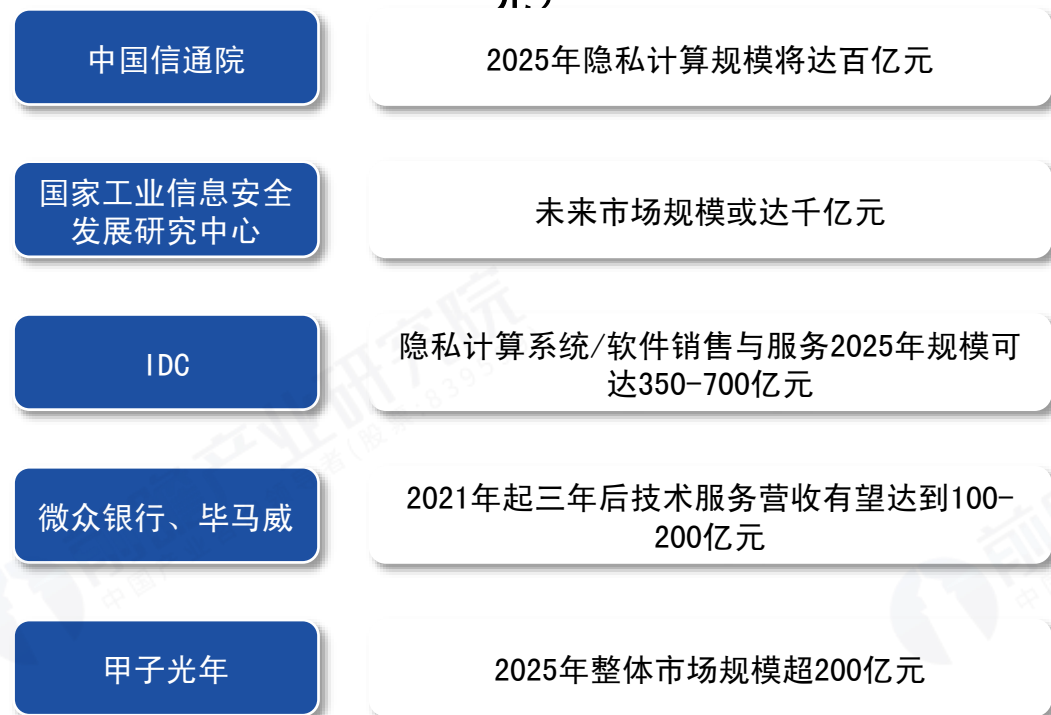 中国信通院
2025年隐私计算规模将达百亿元
国家工业信息安全
发展研究中心
未来市场规模或达千亿元
IDC
隐私计算系统/软件销售与服务2025年规模可
达350-700亿元
微众银行、毕马威
2021年起三年后技术服务营收有望达到100-
200亿元
甲子光年
2025年整体市场规模超200亿元